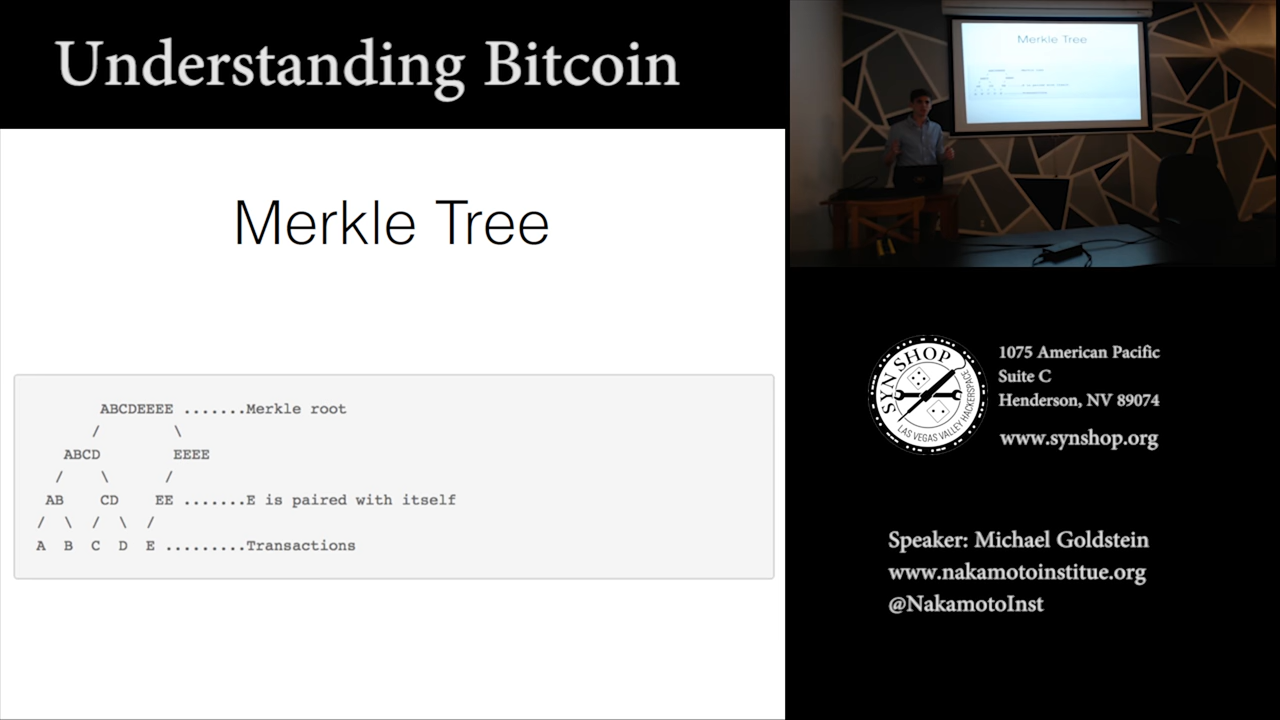 Understanding Bitcoin
Merkle Tree
ABCDEEEE .......Merkle root
/ \
ABCD EEEE
/ \ /
AB CD EE .......E is paired with itself
/ \ / \ /
A B C D E .........Transactions
Merkle Tree
SYN SHOP
LAS VEGAS VALLEY HACKERSPACE
1075 American Pacific
Suite C
Henderson, NV 89074
www.synshop.org
Speaker: Michael Goldstein
www.nakamotoinstitue.org
@NakamotoInst